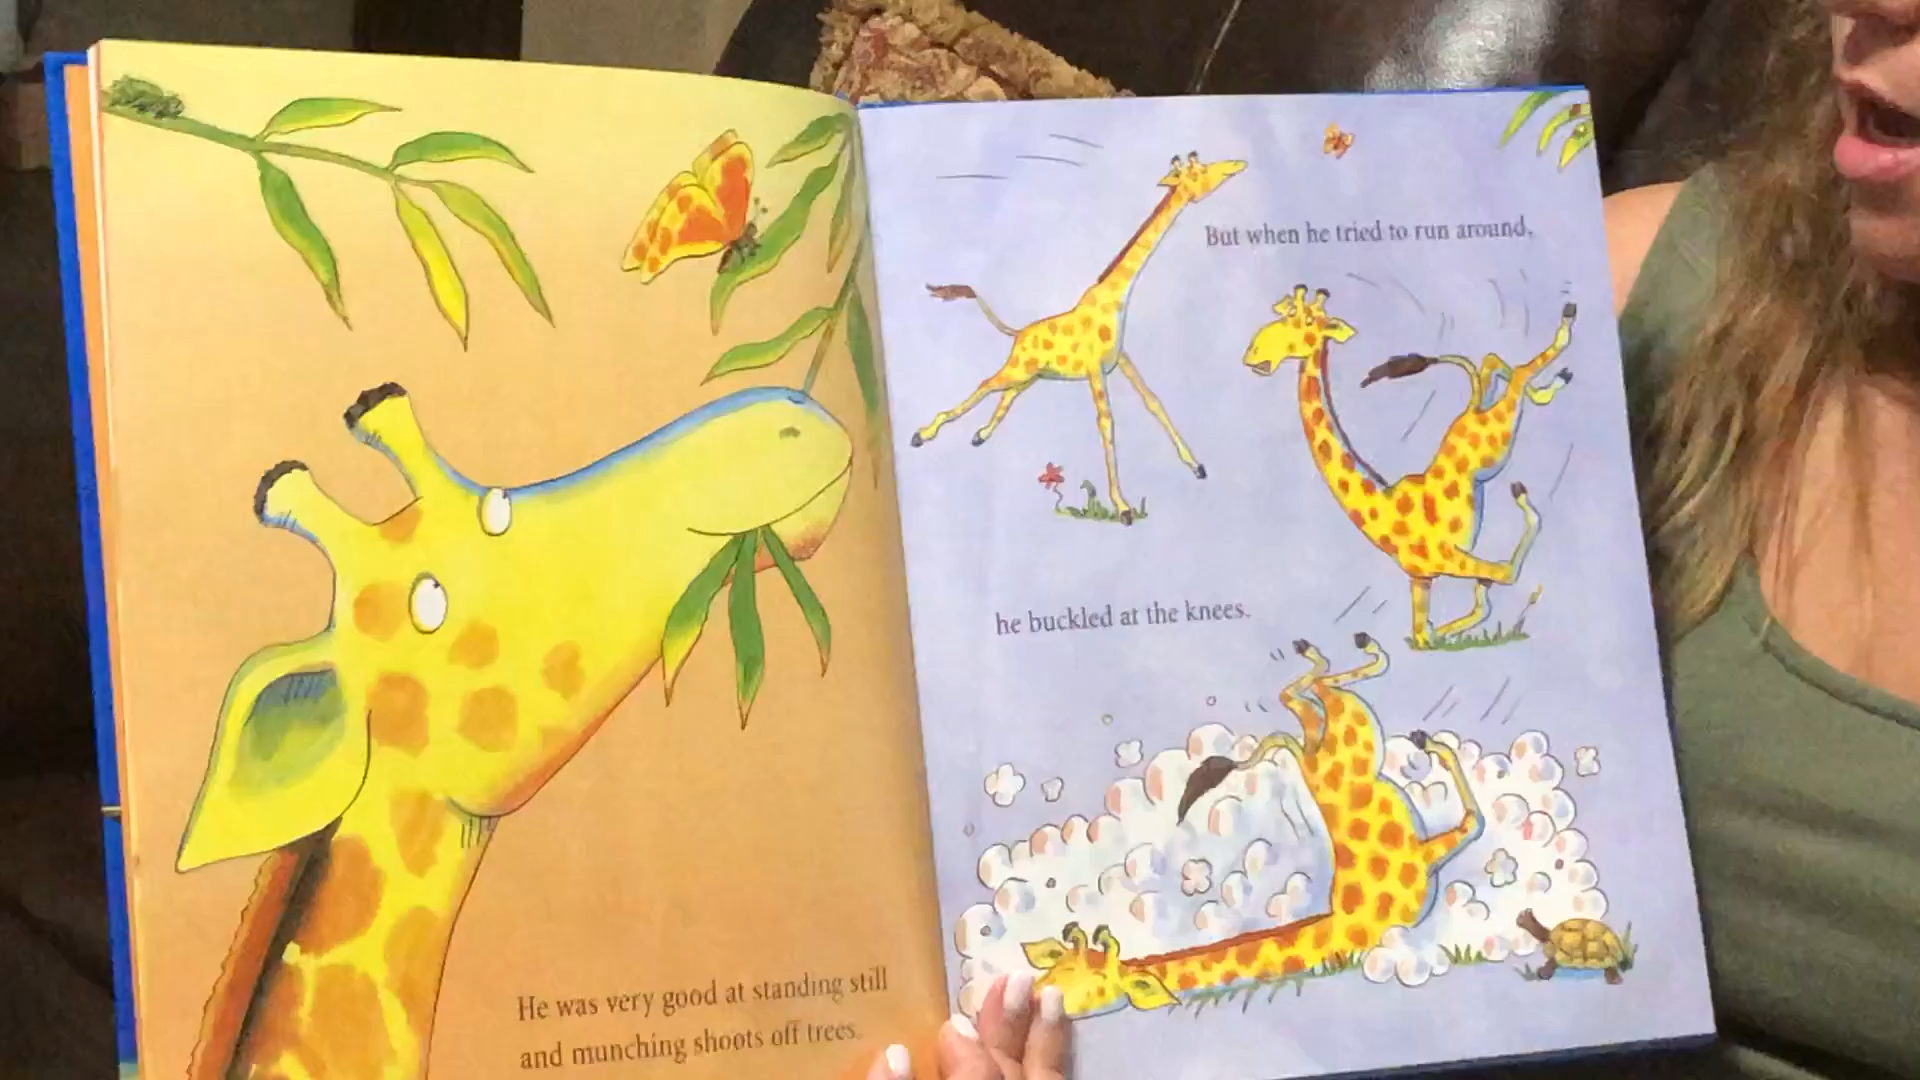 He was very good at standing still
and munching shoots off trees.
But when he tried to run around,
he buckled at the knees.